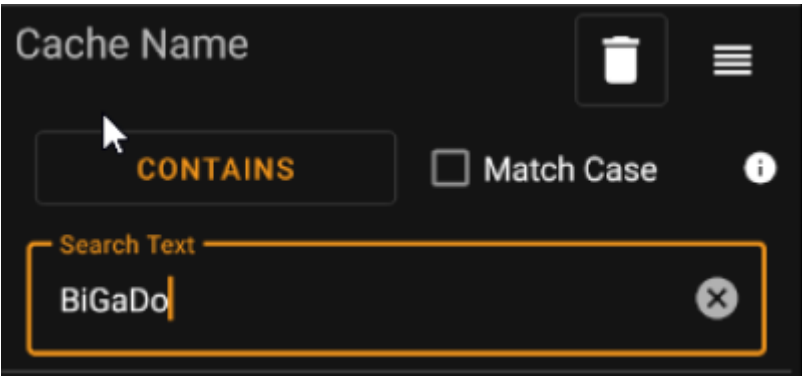 Cache Name
CONTAINS
Match Case
Search Text
BiGaDo